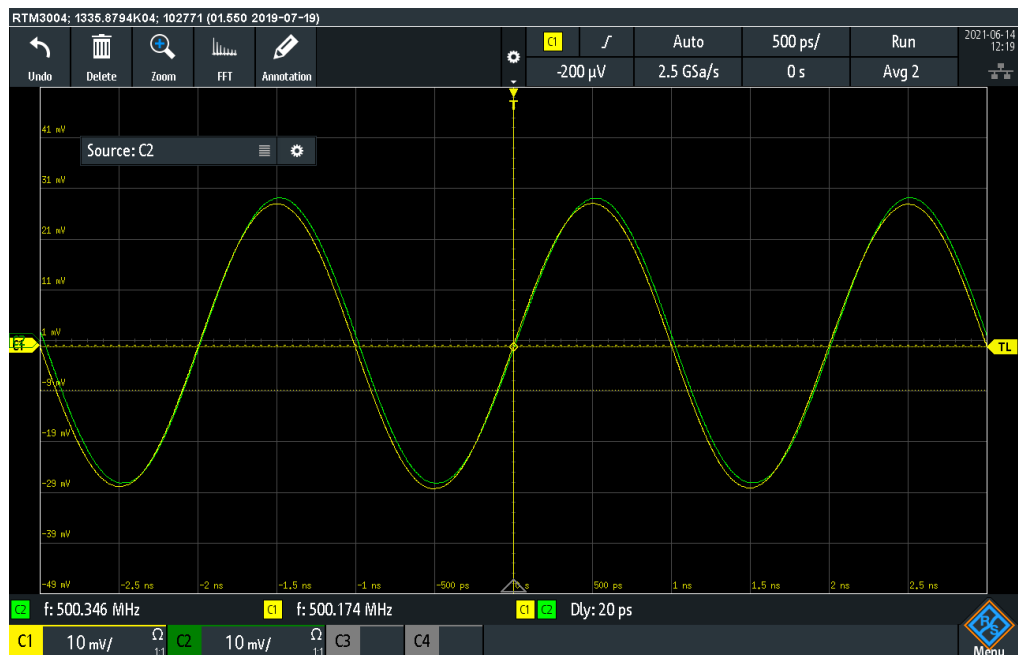 RTM3004; 1335.8794K04; 102771 (01.550 2019-07-19)
Undo Delete Zoom FFT Annotation
C1 Auto 500 ps/ Run
-200 µV 2.5 GSa/s 0 s Avg 2
2021-06-14
12:19
T
41 mV
Source: C2
31 mV
21 mV
11 mV
1 mV
TL
-9 mV
-19 mV
-29 mV
-39 mV
-49 mV -2.5 ns -2 ns -1.5 ns -1 ns -500 ps 0 s 500 ps 1 ns 1.5 ns 2 ns 2.5 ns
C2 f: 500.346 MHz C1 f: 500.174 MHz C1 C2 Dly: 20 ps
C1 10 mV/ Ω 1:1 C2 10 mV/ Ω 1:1 C3 C4
R&S
Menu